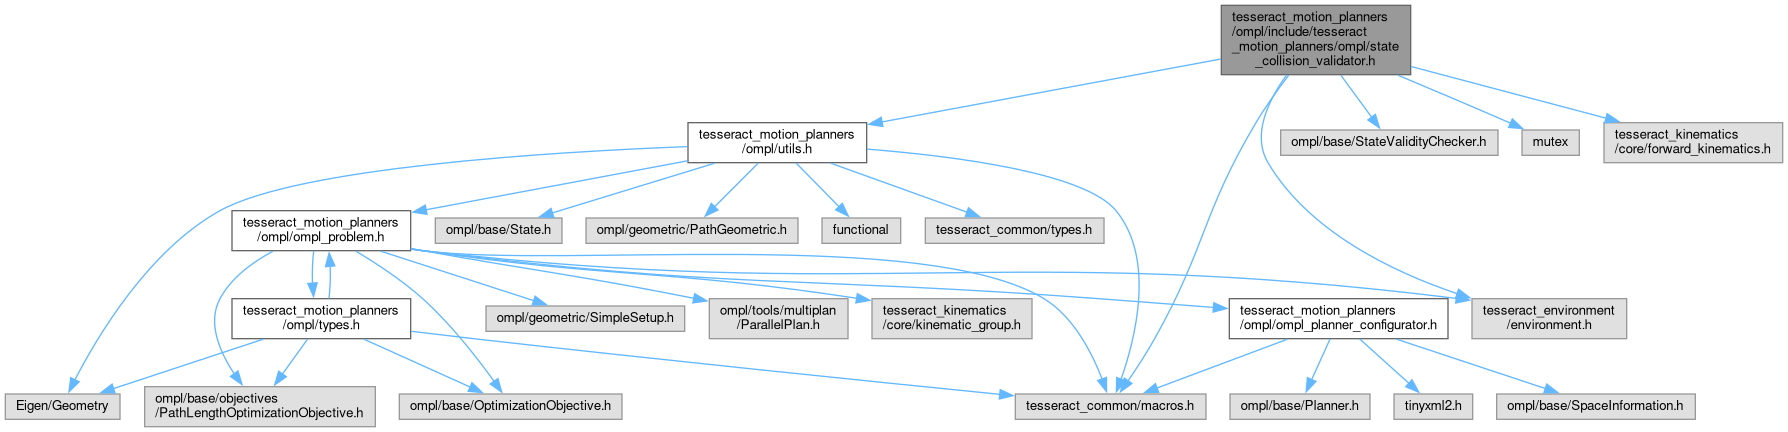 tesseract_motion_planners
/ompl/include/tesseract
_motion_planners/ompl/state
_collision_validator.h
tesseract_motion_planners
/ompl/utils.h
ompl/base/StateValidityChecker.h
mutex
tesseract_kinematics
/core/forward_kinematics.h
tesseract_motion_planners
/ompl/ompl_problem.h
ompl/base/State.h
ompl/geometric/PathGeometric.h
functional
tesseract_common/types.h
tesseract_motion_planners
/ompl/types.h
ompl/geometric/SimpleSetup.h
ompl/tools/multiplan
/ParallelPlan.h
tesseract_kinematics
/core/kinematic_group.h
tesseract_motion_planners
/ompl/ompl_planner_configurator.h
tesseract_environment
/environment.h
Eigen/Geometry
ompl/base/objectives
/PathLengthOptimizationObjective.h
ompl/base/OptimizationObjective.h
tesseract_common/macros.h
ompl/base/Planner.h
tinyxml2.h
ompl/base/SpaceInformation.h